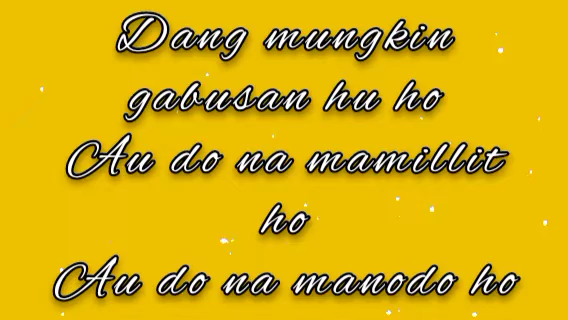 Dang mungkin
gabusan hu ho
Au do na mamillit
ho
Au do na manodo ho